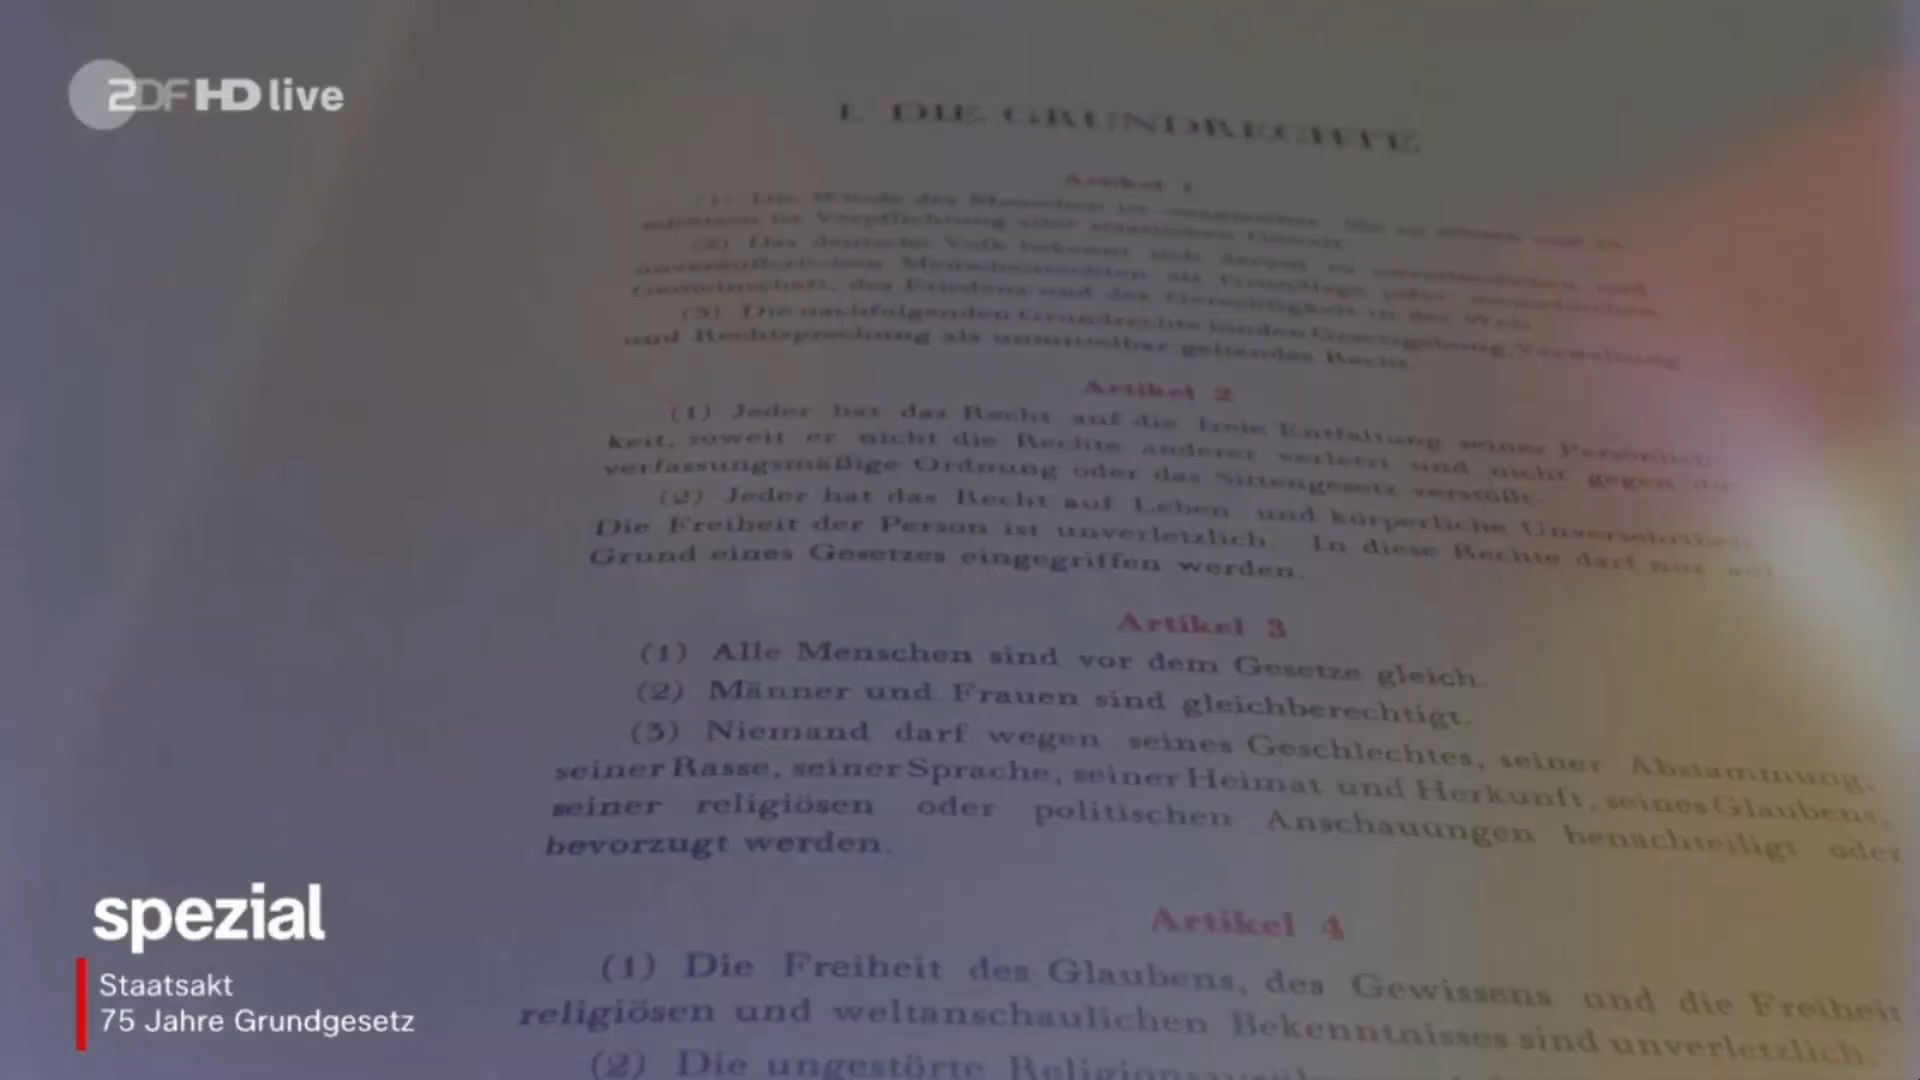 ZDF HD live
I. DIE GRUNDRECHTE
Artikel 1
(1) Die Würde des Menschen ist unantastbar. Sie zu achten und zu
schützen ist Verpflichtung aller staatlichen Gewalt.
(2) Das deutsche Volk bekennt sich darum zu unverletzlichen und
unveräußerlichen Menschenrechten als Grundlage jeder menschlichen
Gemeinschaft, des Friedens und der Gerechtigkeit in der Welt.
(3) Die nachfolgenden Grundrechte binden Gesetzgebung, Verwaltung
und Rechtsprechung als unmittelbar geltendes Recht.
Artikel 2
(1) Jeder hat das Recht auf die freie Entfaltung seiner
keit, soweit er nicht die Rechte anderer verletzt und nicht gegen die
verfassungsmäßige Ordnung oder das Sittengesetz verstößt.
(2) Jeder hat das Recht auf Leben und körperliche Unversehrtheit.
Die Freiheit der Person ist unverletzlich. In diese Rechte darf nur auf
Grund eines Gesetzes eingegriffen werden.
Artikel 3
(1) Alle Menschen sind vor dem Gesetze gleich.
(2) Männer und Frauen sind gleichberechtigt.
(3) Niemand darf wegen seines Geschlechtes, seiner Abstammung,
seiner Rasse, seiner Sprache, seiner Heimat und Herkunft, seines Glaubens,
seiner religiösen oder politischen Anschauungen benachteiligt oder
bevorzugt werden.
Artikel 4
(1) Die Freiheit des Glaubens, des Gewissens und die Freiheit
religiösen und weltanschaulichen Bekenntnisses sind unverletzlich.
(2) Die ungestörte
spezial
Staatsakt
75 Jahre Grundgesetz